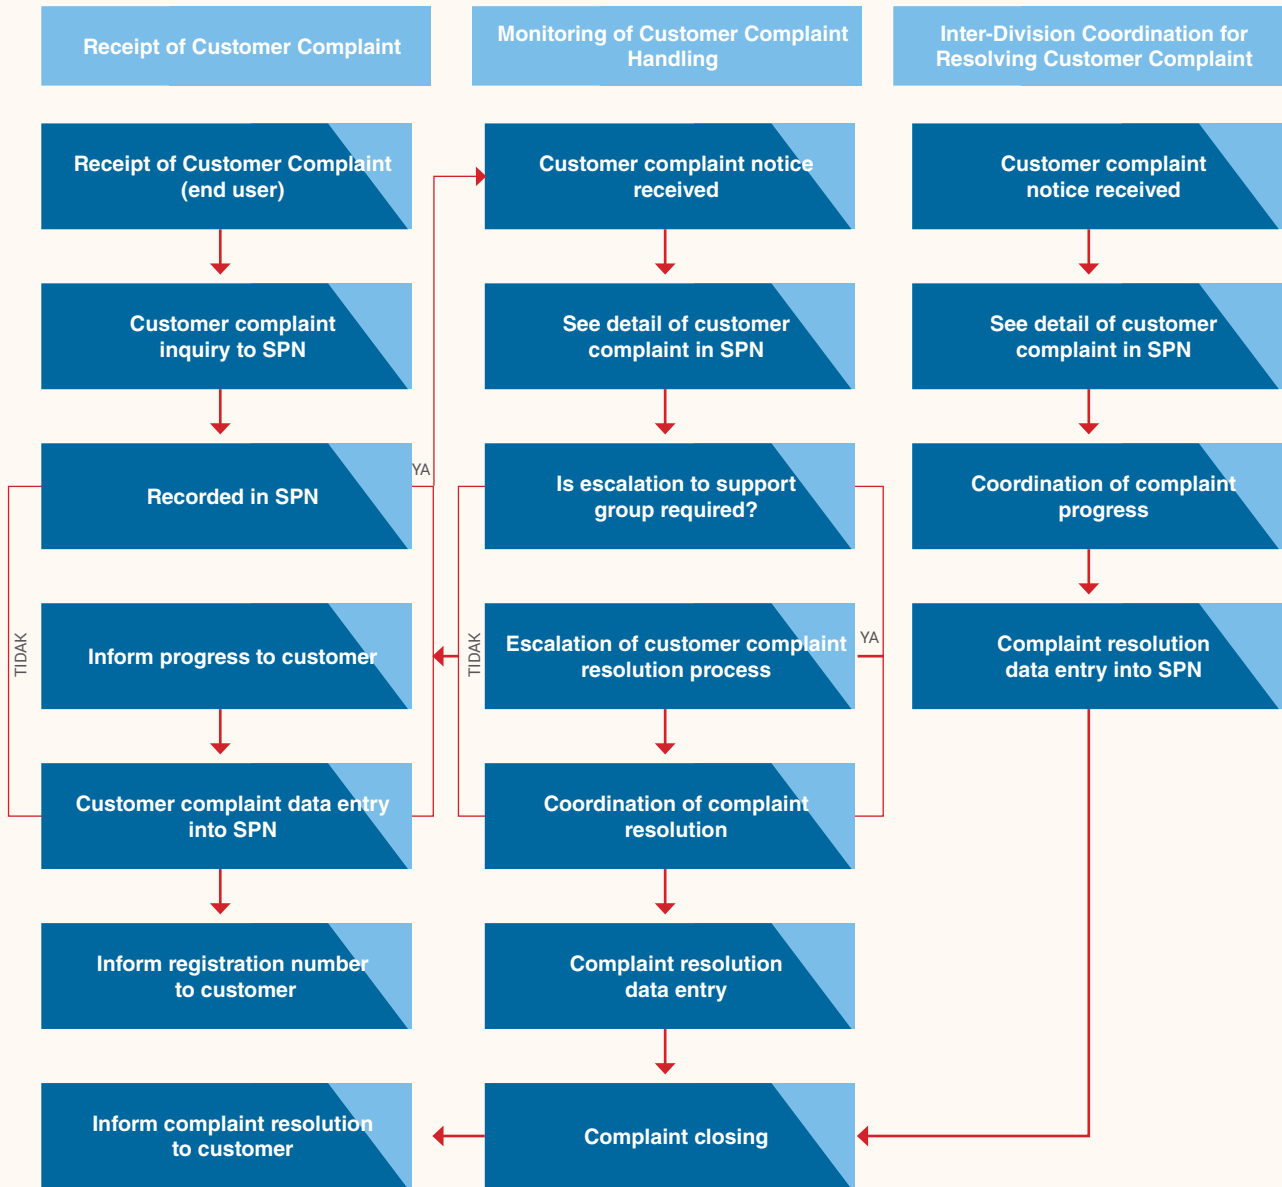 Receipt of Customer Complaint
Monitoring of Customer Complaint
Handling
Inter-Division Coordination for
Resolving Customer Complaint
Receipt of Customer Complaint
(end user)
Customer complaint
inquiry to SPN
Recorded in SPN
YA
TIDAK
Inform progress to customer
Customer complaint data entry
into SPN
Inform registration number
to customer
Inform complaint resolution
to customer
Customer complaint notice
received
See detail of customer
complaint in SPN
Is escalation to support
group required?
TIDAK
Escalation of customer complaint
resolution process
YA
Coordination of complaint
resolution
Complaint resolution
data entry
Complaint closing
Customer complaint
notice received
See detail of customer
complaint in SPN
Coordination of complaint
progress
Complaint resolution
data entry into SPN